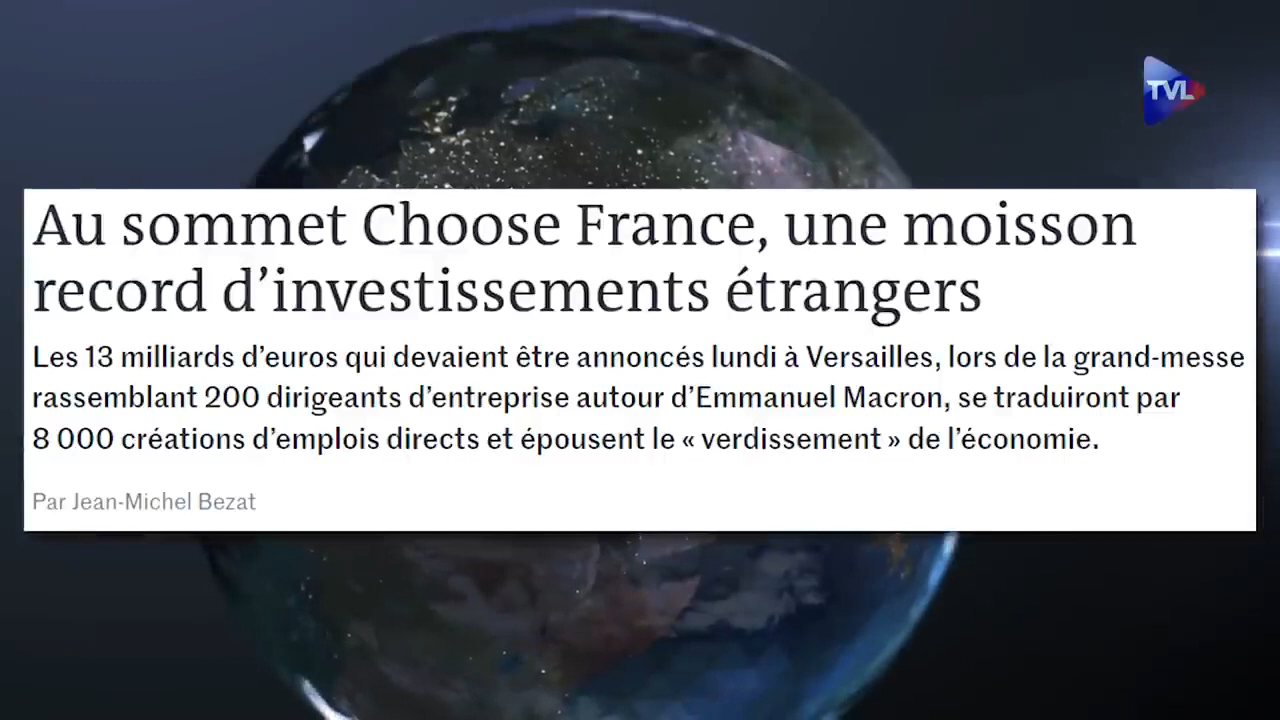 TVL
Au sommet Choose France, une moisson
record d’investissements étrangers
Les 13 milliards d’euros qui devaient être annoncés lundi à Versailles, lors de la grand-messe
rassemblant 200 dirigeants d’entreprise autour d’Emmanuel Macron, se traduiront par
8 000 créations d’emplois directs et épousent le « verdissement » de l’économie.
Par Jean-Michel Bezat